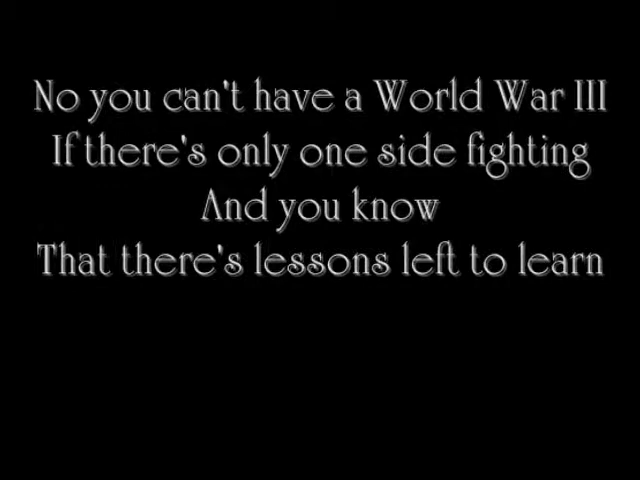 No you can't have a World War III
If there's only one side fighting
And you know
That there's lessons left to learn